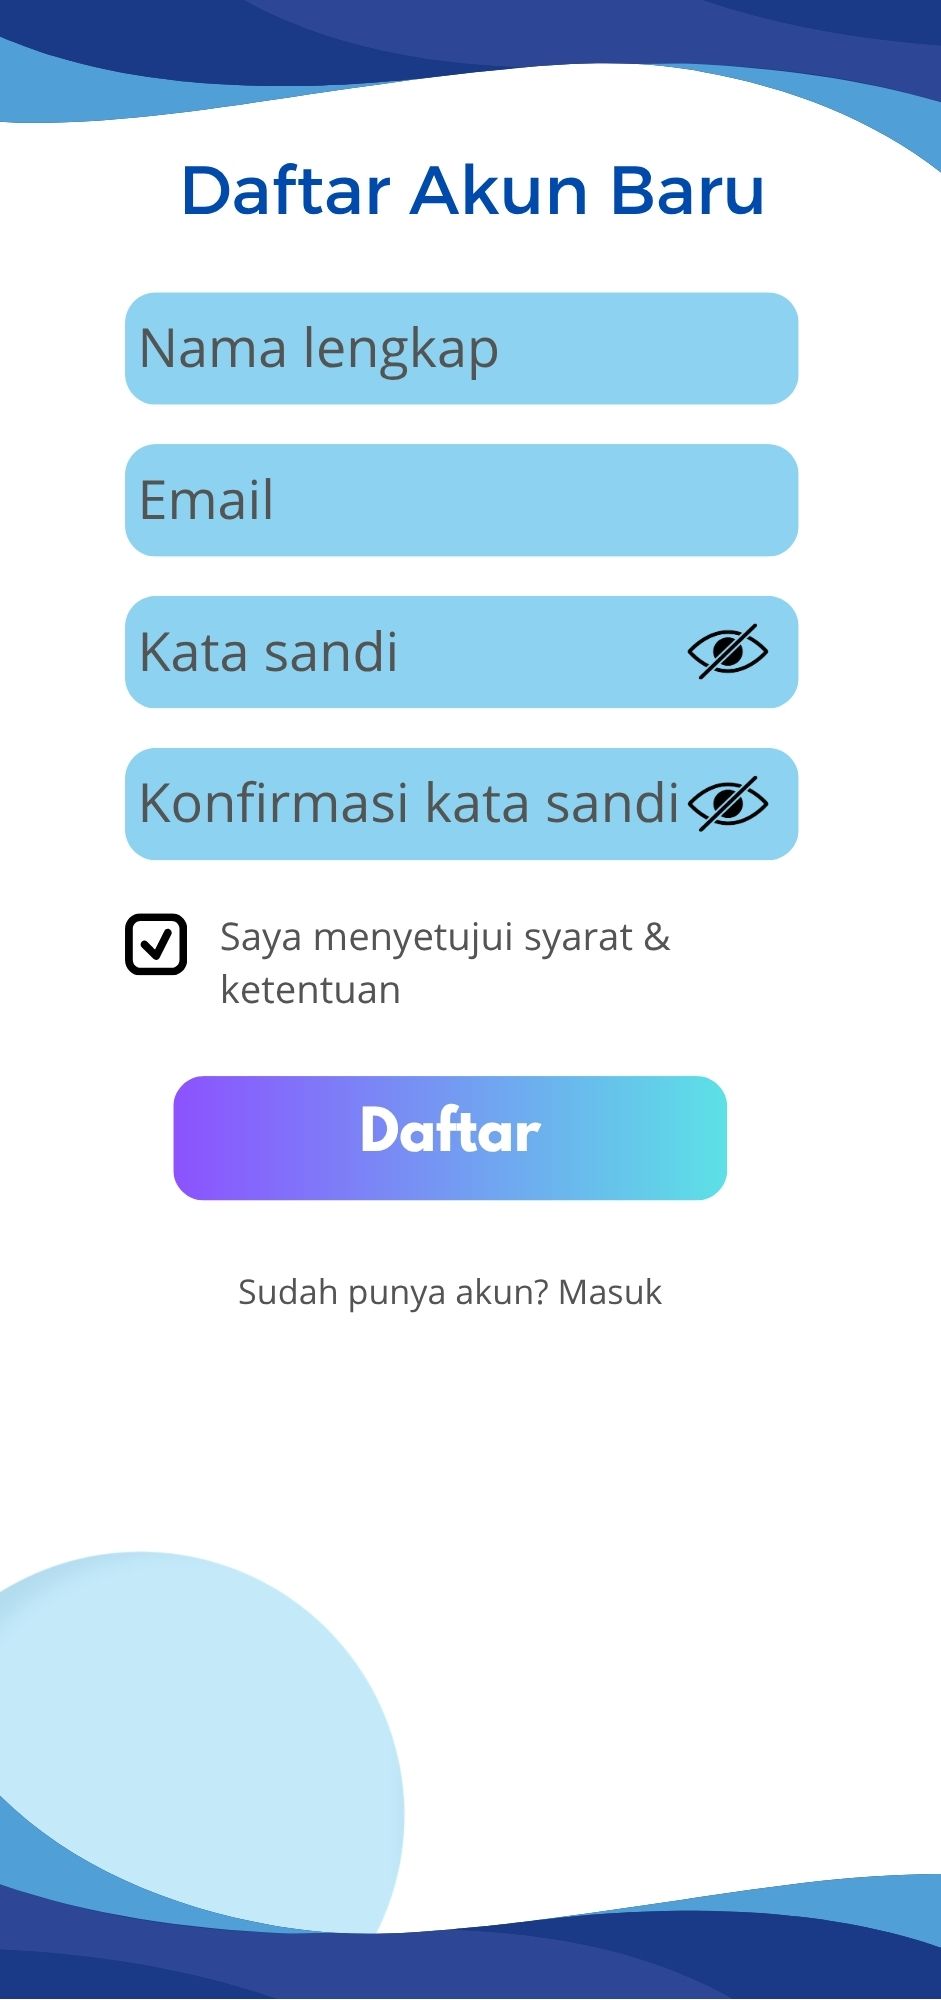 Daftar Akun Baru
Nama lengkap
Email
Kata sandi
Konfirmasi kata sandi
Saya menyetujui syarat &
ketentuan
Daftar
Sudah punya akun? Masuk